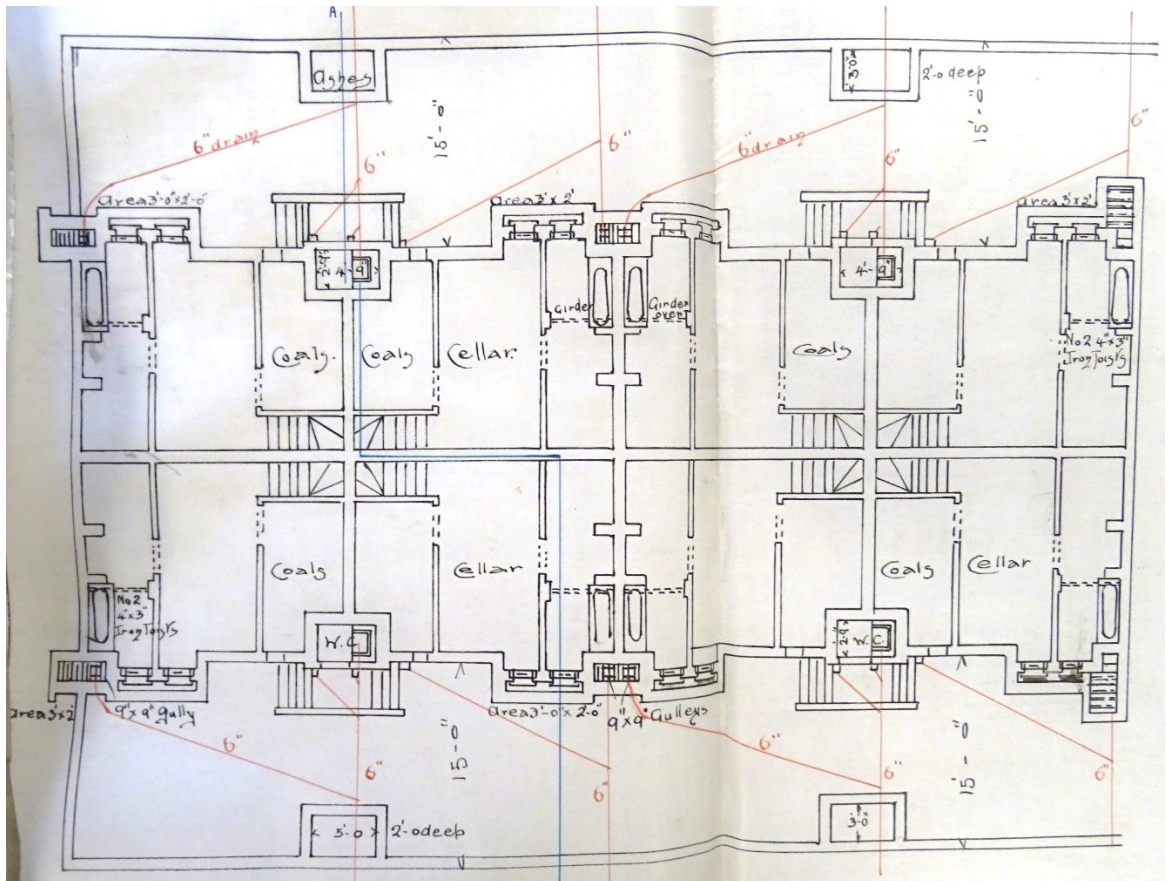 A
Ashes
3'-0"
2'-0 deep
15'-0"
15'-0"
6" drain
6"
6" drain
6"
6"
area 3'-0" x 2'-0"
area 3' x 2'
area 3' x 2'
2'-9"
4'-9"
4'-9"
Girder
Girder over
No 2 4" x 3" Iron Joists
Coals.
Coals
Cellar.
Coals
Coals
Cellar
Coals
Cellar
No 2
4" x 3"
Iron Joists
W.C.
2'-9"
W.C.
area 3' x 2'
9" x 9" gully
area 3'-0" x 2'-0"
9" x 9" Gulleys
6"
6"
6"
6"
6"
6"
15'-0"
15'-0"
5'-0
2'-0 deep
3'-0"